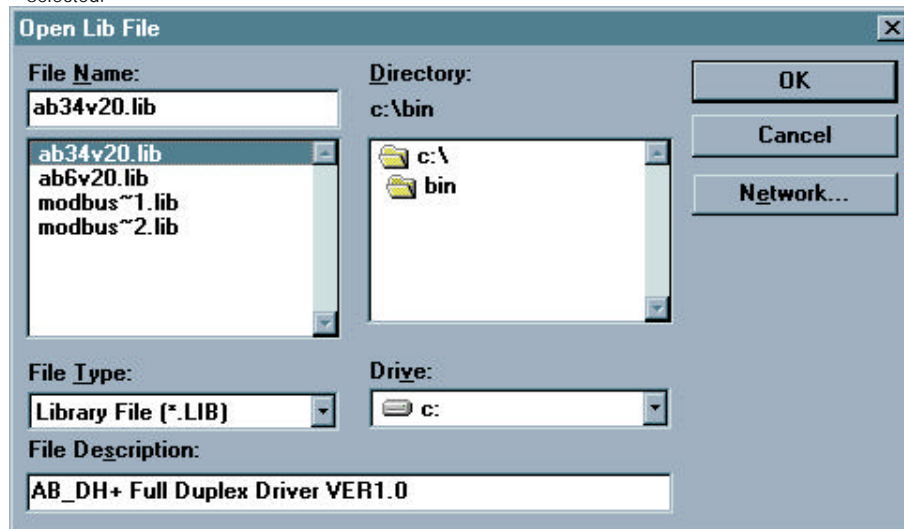 selected.
Open Lib File
File Name:
ab34v20.lib
ab34v20.lib
ab6v20.lib
modbus~1.lib
modbus~2.lib
Directory:
c:\bin
c:\
bin
OK
Cancel
Network...
File Type:
Library File (*.LIB)
Drive:
c:
File Description:
AB_DH+ Full Duplex Driver VER1.0